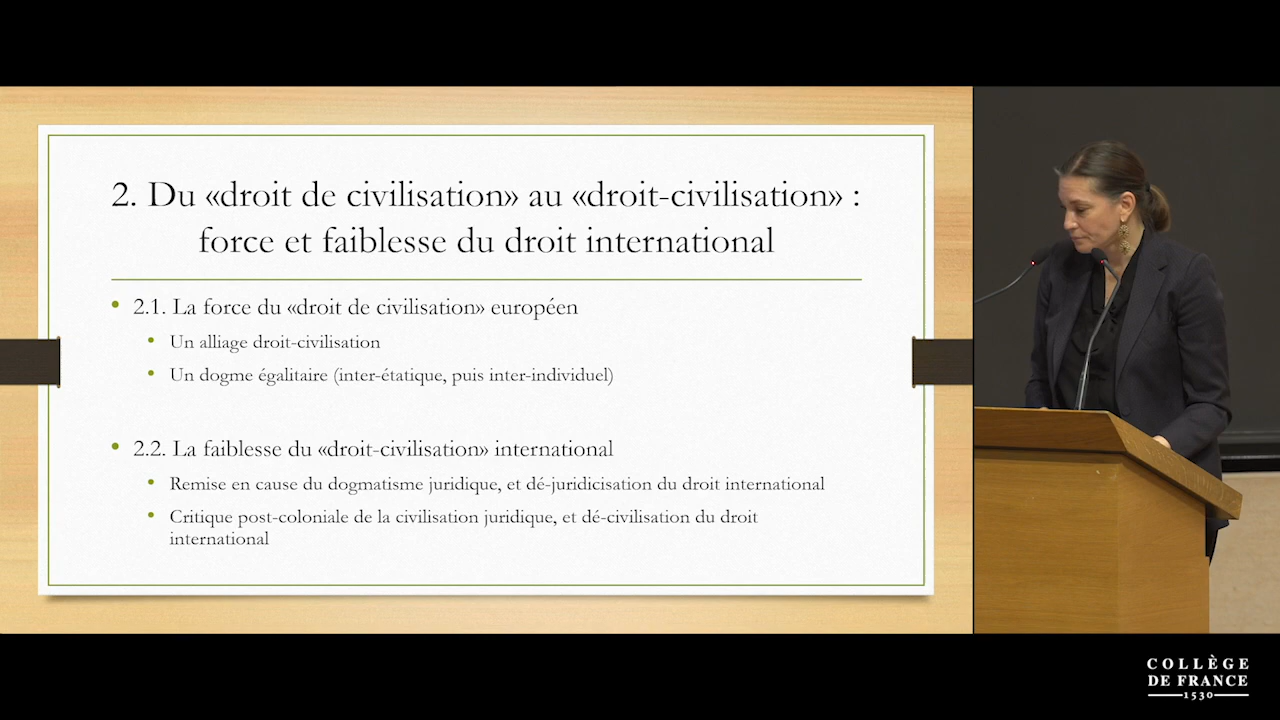 2. Du «droit de civilisation» au «droit-civilisation» :
force et faiblesse du droit international
• 2.1. La force du «droit de civilisation» européen
• Un alliage droit-civilisation
• Un dogme égalitaire (inter-étatique, puis inter-individuel)
• 2.2. La faiblesse du «droit-civilisation» international
• Remise en cause du dogmatisme juridique, et dé-juridicisation du droit international
• Critique post-coloniale de la civilisation juridique, et dé-civilisation du droit
international
COLLÈGE
DE FRANCE
1530